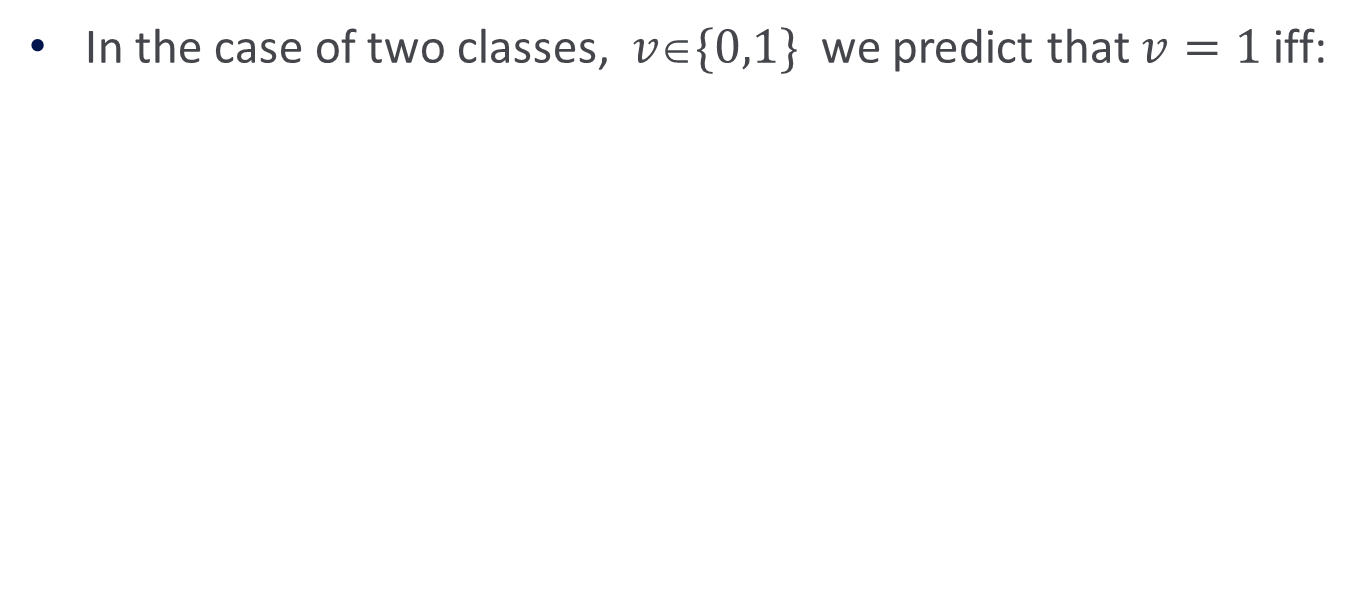 • In the case of two classes, v∈{0,1} we predict that v = 1 iff: